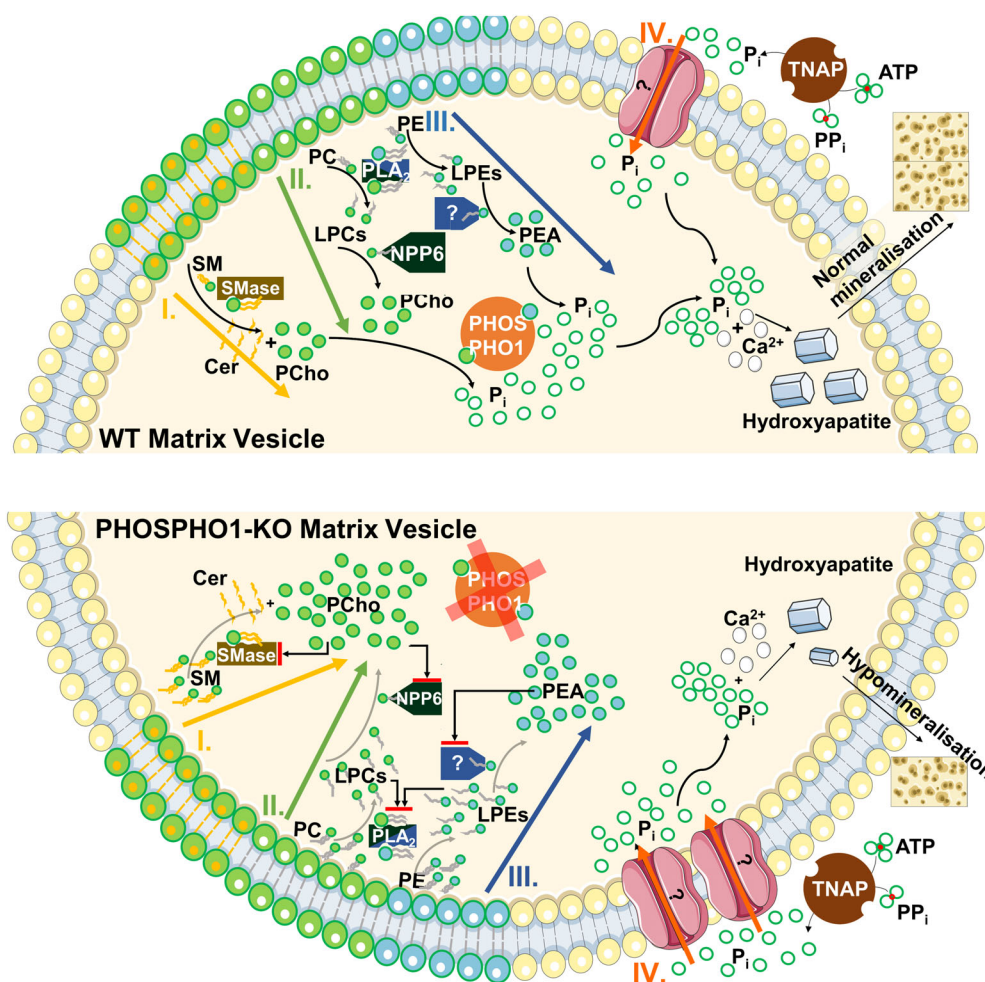 IV.
Pi
TNAP
ATP
PPi
PE
III.
PC
PLA2
LPEs
II.
?
?
Pi
LPCs
NPP6
PEA
SM
SMase
I.
PCho
Pi
PHOS
PHO1
Pi
+
Ca2+
Normal
mineralisation
Cer
+
PCho
Pi
Hydroxyapatite
WT Matrix Vesicle
PHOSPHO1-KO Matrix Vesicle
Cer
+
PCho
PHOS
PHO1
Hydroxyapatite
Ca2+
SMase
SM
NPP6
PEA
+
Pi
Hypomineralisation
I.
?
II.
LPCs
LPEs
PC
PLA2
PE
III.
Pi
?
?
TNAP
ATP
PPi
Pi
IV.